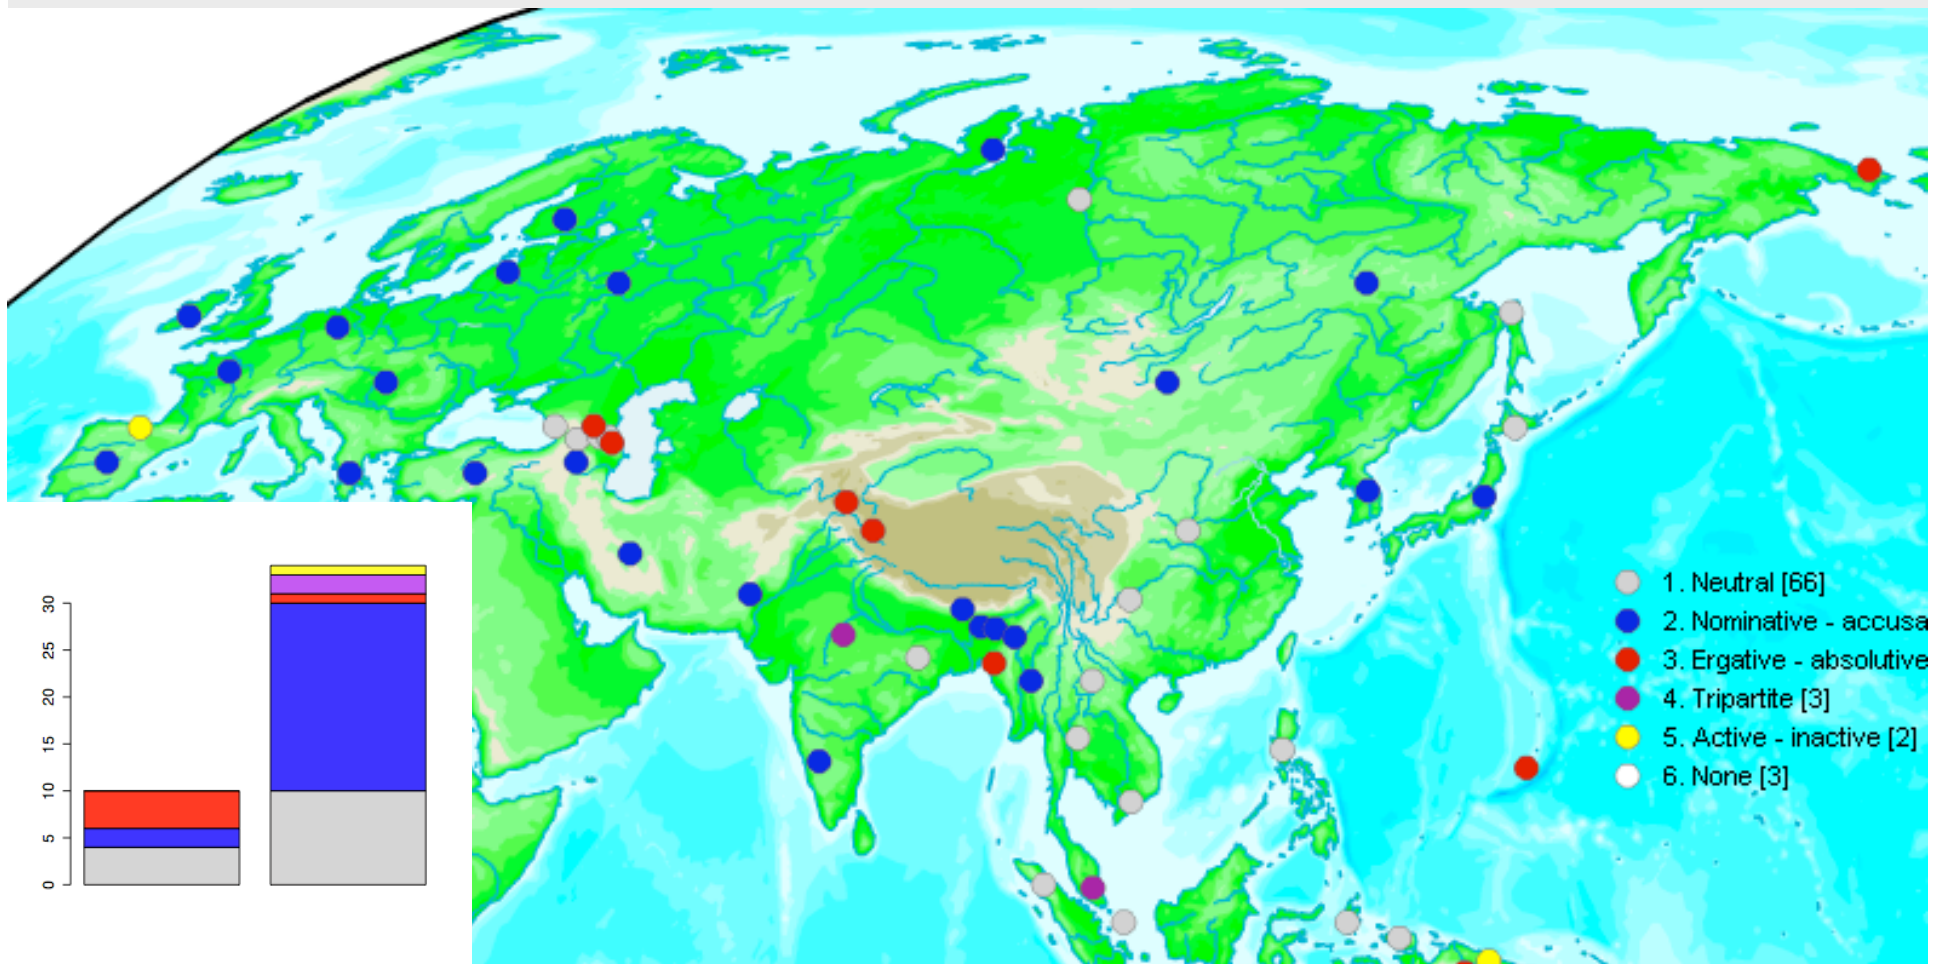 1. Neutral [66]
2. Nominative - accusa
3. Ergative - absolutive
4. Tripartite [3]
5. Active - inactive [2]
6. None [3]
30
25
20
15
10
5
0